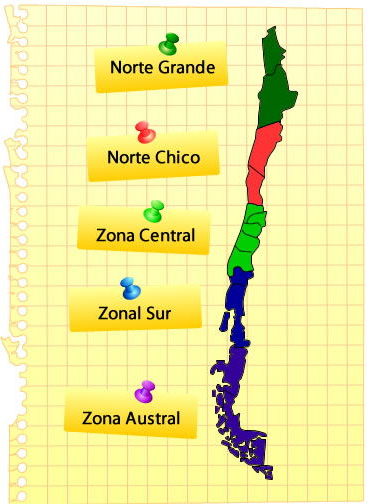 Norte Grande
Norte Chico
Zona Central
Zonal Sur
Zona Austral